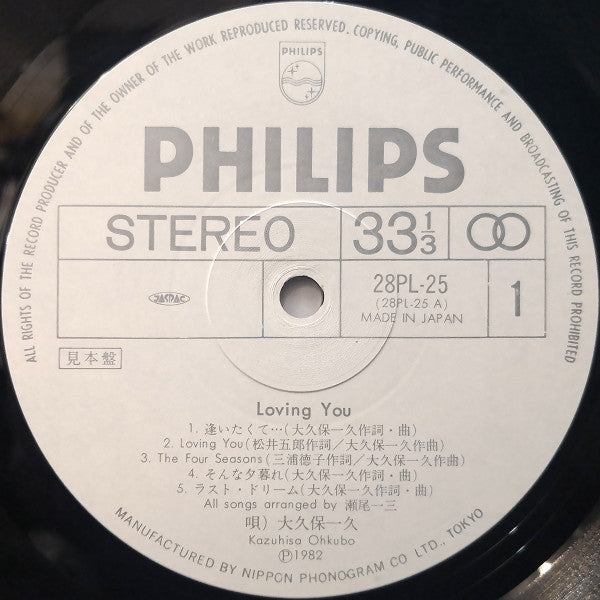 ALL RIGHTS OF THE RECORD PRODUCER AND OF THE OWNER OF THE WORK REPRODUCED RESERVED. COPYING, PUBLIC PERFORMANCE AND BROADCASTING OF THIS RECORD PROHIBITED
PHILIPS
PHILIPS
STEREO 33 1/3
JASRAC 28PL-25 1
(28PL-25 A)
MADE IN JAPAN
見本盤
Loving You
1. 逢いたくて…(大久保一久作詞・曲)
2. Loving You(松井五郎作詞/大久保一久作曲)
3. The Four Seasons(三浦徳子作詞/大久保一久作曲)
4. そんな夕暮れ(大久保一久作詞・曲)
5. ラスト・ドリーム(大久保一久作詞・曲)
All songs arranged by 瀬尾一三
唄) 大久保一久
Kazuhisa Ohkubo
Ⓟ1982
MANUFACTURED BY NIPPON PHONOGRAM CO LTD., TOKYO